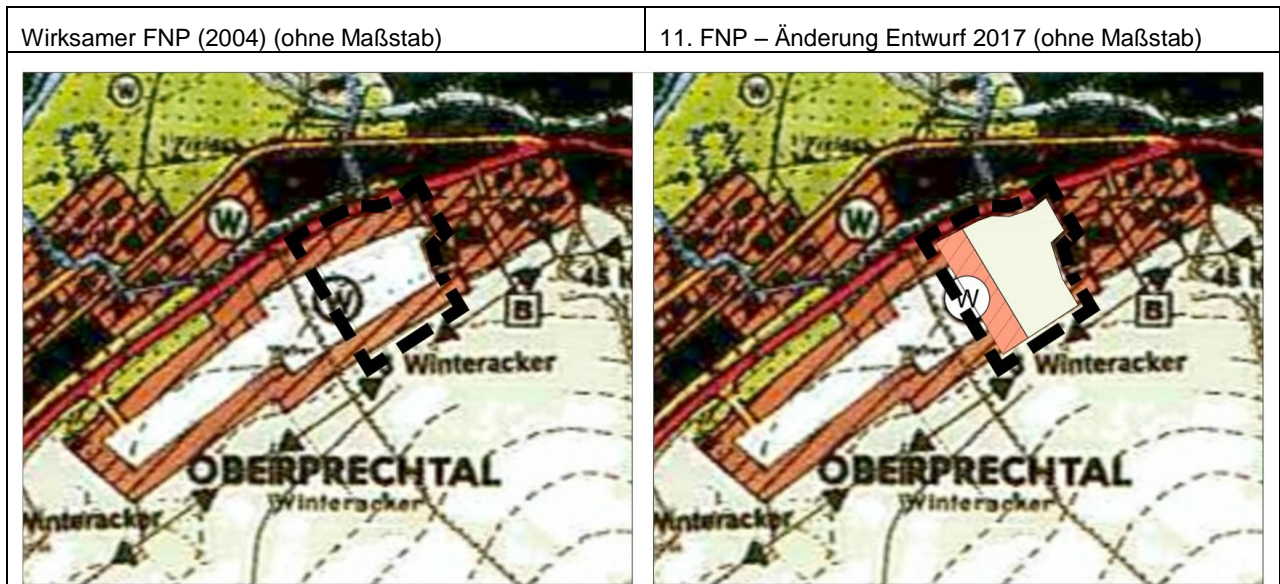 Wirksamer FNP (2004) (ohne Maßstab)
11. FNP – Änderung Entwurf 2017 (ohne Maßstab)
W
W
W
B
Winteracker
OBERPRECHTAL
Winteracker
Winteracker
W
W
W
45 K
B
Winteracker
OBERPRECHTAL
Winteracker
Winteracker